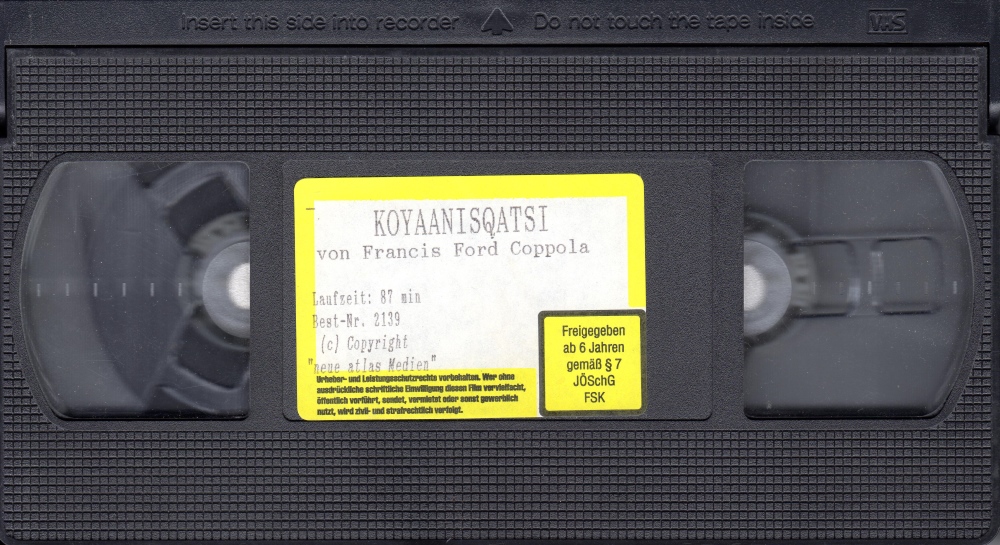 Insert this side into recorder Do not touch the tape inside VHS
KOYAANISQATSI
von Francis Ford Coppola
Laufzeit: 87 min
Best-Nr. 2139
(c) Copyright
"neue atlas Medien"
Urheber- und Leistungsschutzrechte vorbehalten. Wer ohne
ausdrückliche schriftliche Einwilligung diesen Film vervielfacht,
öffentlich vorführt, sendet, vermietet oder sonst gewerblich
nutzt, wird zivil- und strafrechtlich verfolgt.
Freigegeben
ab 6 Jahren
gemäß § 7
JÖSchG
FSK